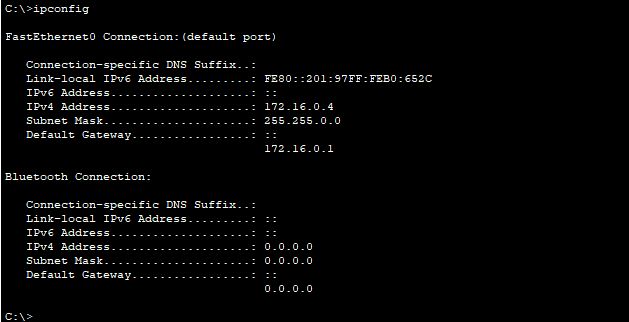 C:\>ipconfig
FastEthernet0 Connection:(default port)
Connection-specific DNS Suffix..:
Link-local IPv6 Address.........: FE80::201:97FF:FEB0:652C
IPv6 Address....................: ::
IPv4 Address....................: 172.16.0.4
Subnet Mask.....................: 255.255.0.0
Default Gateway.................: ::
172.16.0.1
Bluetooth Connection:
Connection-specific DNS Suffix..:
Link-local IPv6 Address.........: ::
IPv6 Address....................: ::
IPv4 Address....................: 0.0.0.0
Subnet Mask.....................: 0.0.0.0
Default Gateway.................: ::
0.0.0.0
C:\>